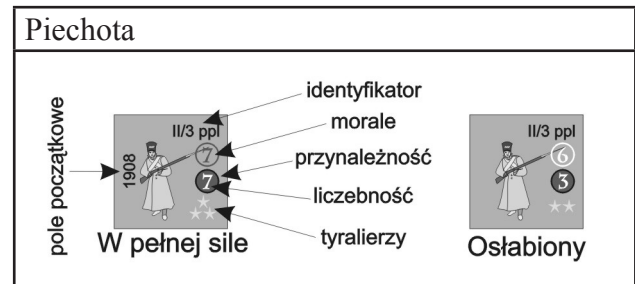 Piechota
identyfikator
morale
przynależność
liczebność
tyralierzy
pole początkowe
1908
II/3 ppl
7
7
W pełnej sile
II/3 ppl
6
3
Osłabiony